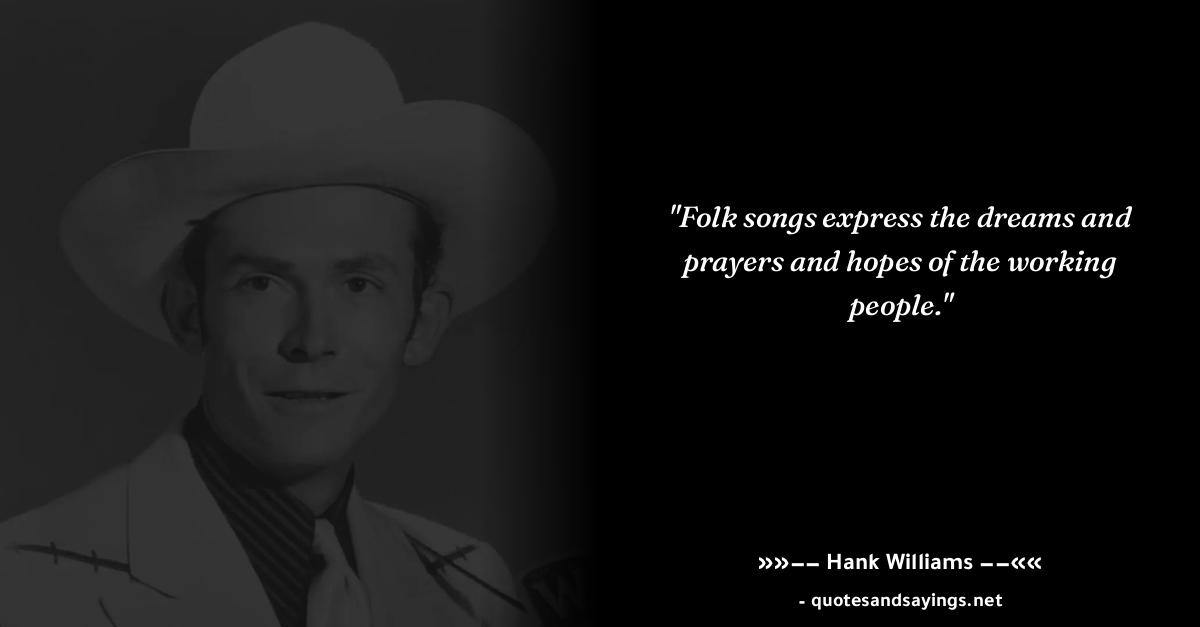 "Folk songs express the dreams and
prayers and hopes of the working
people."
»»–– Hank Williams ––««
- quotesandsayings.net